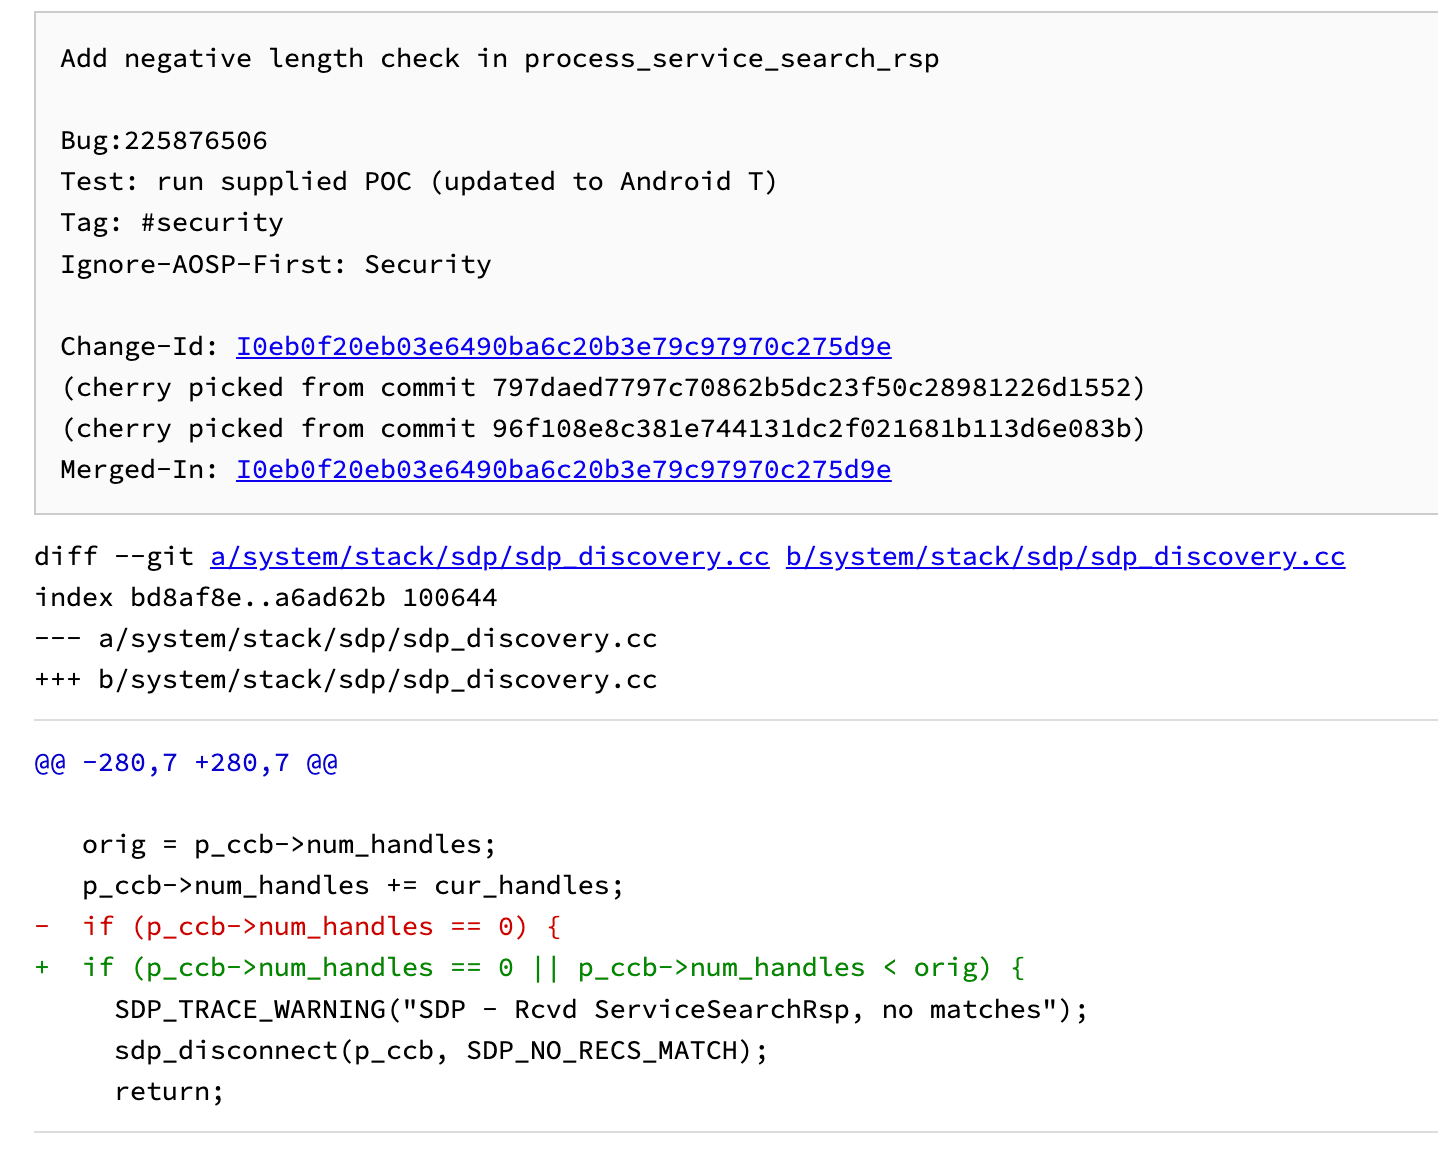 Add negative length check in process_service_search_rsp
Bug:225876506
Test: run supplied POC (updated to Android T)
Tag: #security
Ignore-AOSP-First: Security
Change-Id: I0eb0f20eb03e6490ba6c20b3e79c97970c275d9e
(cherry picked from commit 797daed7797c70862b5dc23f50c28981226d1552)
(cherry picked from commit 96f108e8c381e744131dc2f021681b113d6e083b)
Merged-In: I0eb0f20eb03e6490ba6c20b3e79c97970c275d9e
diff --git a/system/stack/sdp/sdp_discovery.cc b/system/stack/sdp/sdp_discovery.cc
index bd8af8e..a6ad62b 100644
--- a/system/stack/sdp/sdp_discovery.cc
+++ b/system/stack/sdp/sdp_discovery.cc
@@ -280,7 +280,7 @@
   orig = p_ccb->num_handles;
   p_ccb->num_handles += cur_handles;
-  if (p_ccb->num_handles == 0) {
+  if (p_ccb->num_handles == 0 || p_ccb->num_handles < orig) {
     SDP_TRACE_WARNING("SDP - Rcvd ServiceSearchRsp, no matches");
     sdp_disconnect(p_ccb, SDP_NO_RECS_MATCH);
     return;